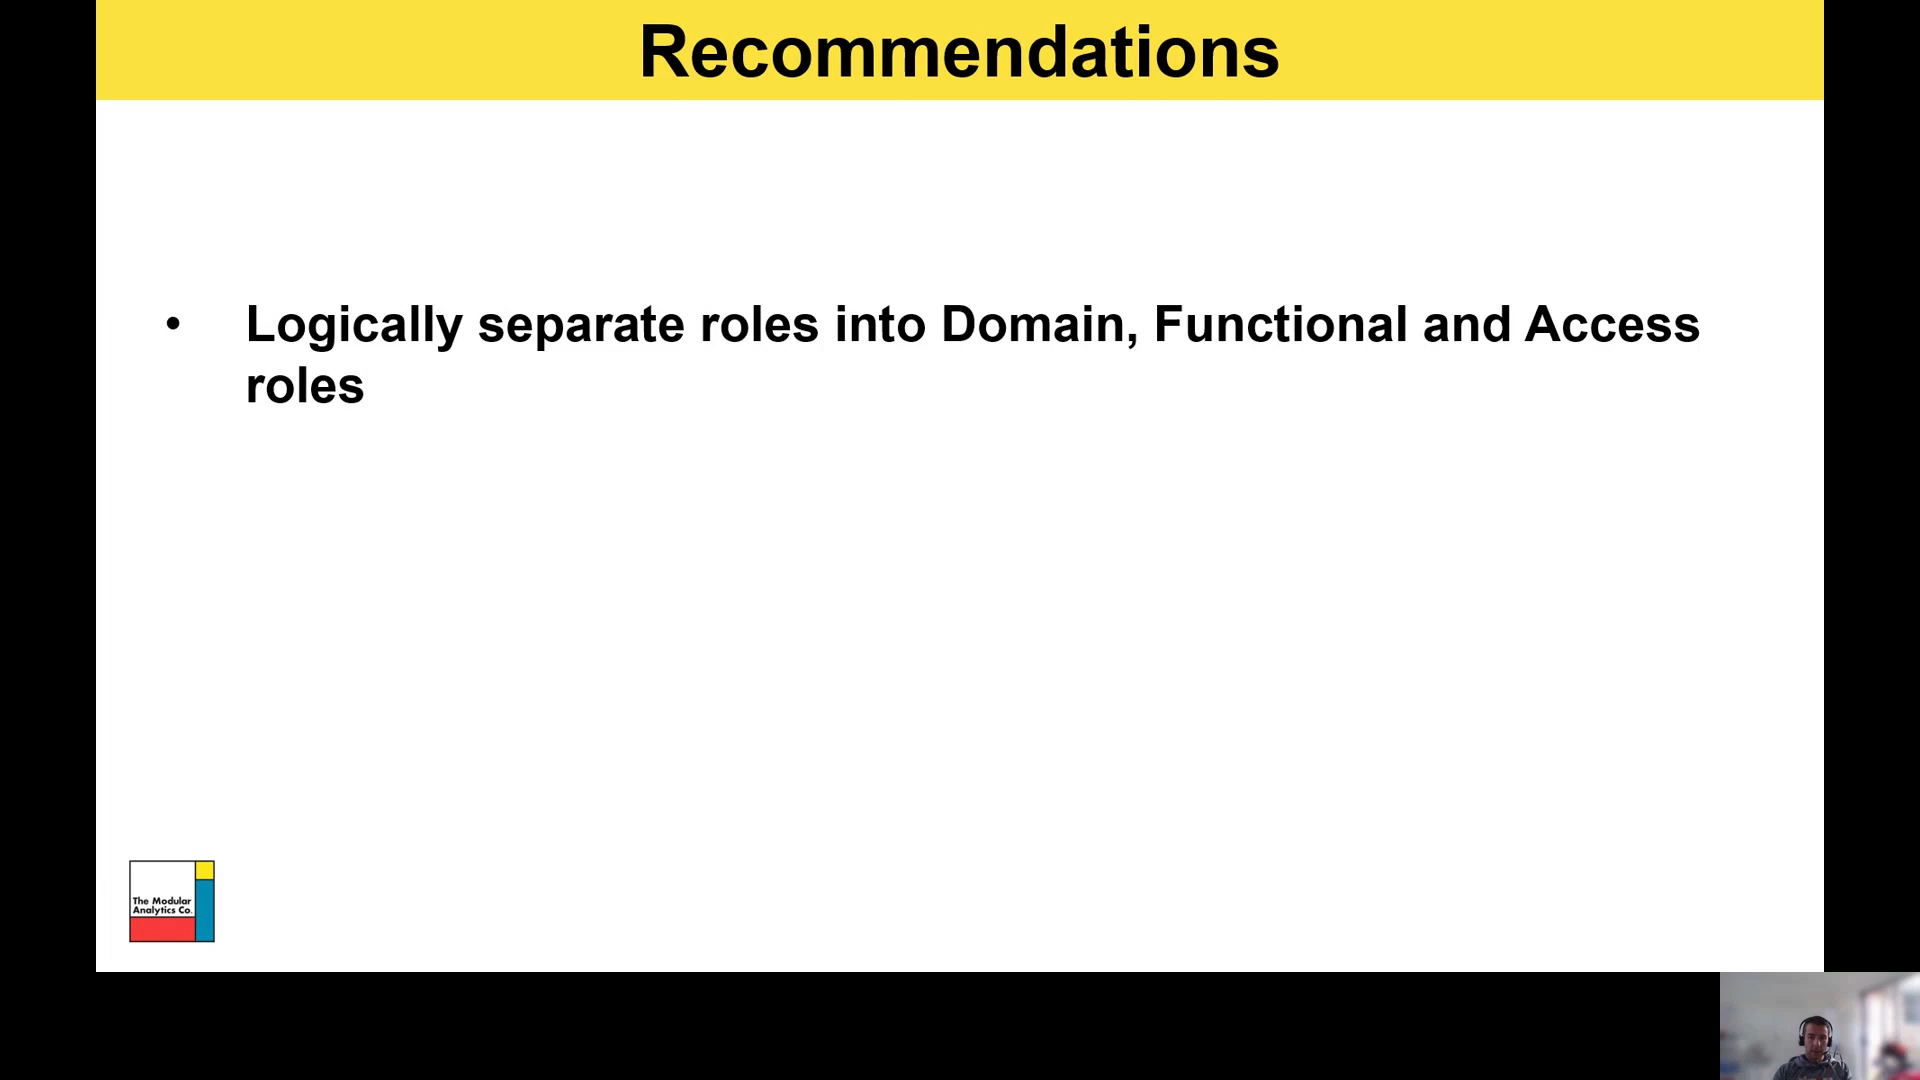 Recommendations
• Logically separate roles into Domain, Functional and Access
roles
The Modular
Analytics Co.